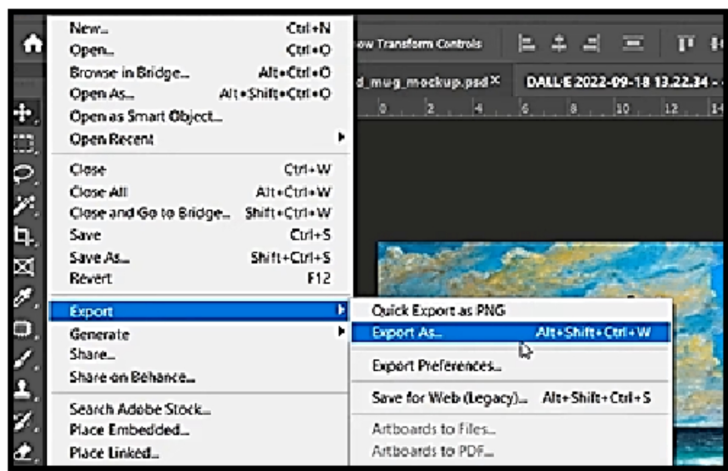 New... Ctrl+N
Open... Ctrl+O
Browse in Bridge... Alt+Ctrl+O
Open As... Alt+Shift+Ctrl+O
Open as Smart Object...
Open Recent
Close Ctrl+W
Close All Alt+Ctrl+W
Close and Go to Bridge... Shift+Ctrl+W
Save Ctrl+S
Save As... Shift+Ctrl+S
Revert F12
Export
Generate
Share...
Share on Behance...
Search Adobe Stock...
Place Embedded...
Place Linked...
Transform Controls
mug_mockup.psd × DALL·E 2022-09-18 13.22.34 -
0 2 4 6 8 10 12 14
Quick Export as PNG
Export As... Alt+Shift+Ctrl+W
Export Preferences...
Save for Web (Legacy)... Alt+Shift+Ctrl+S
Artboards to Files...
Artboards to PDF...